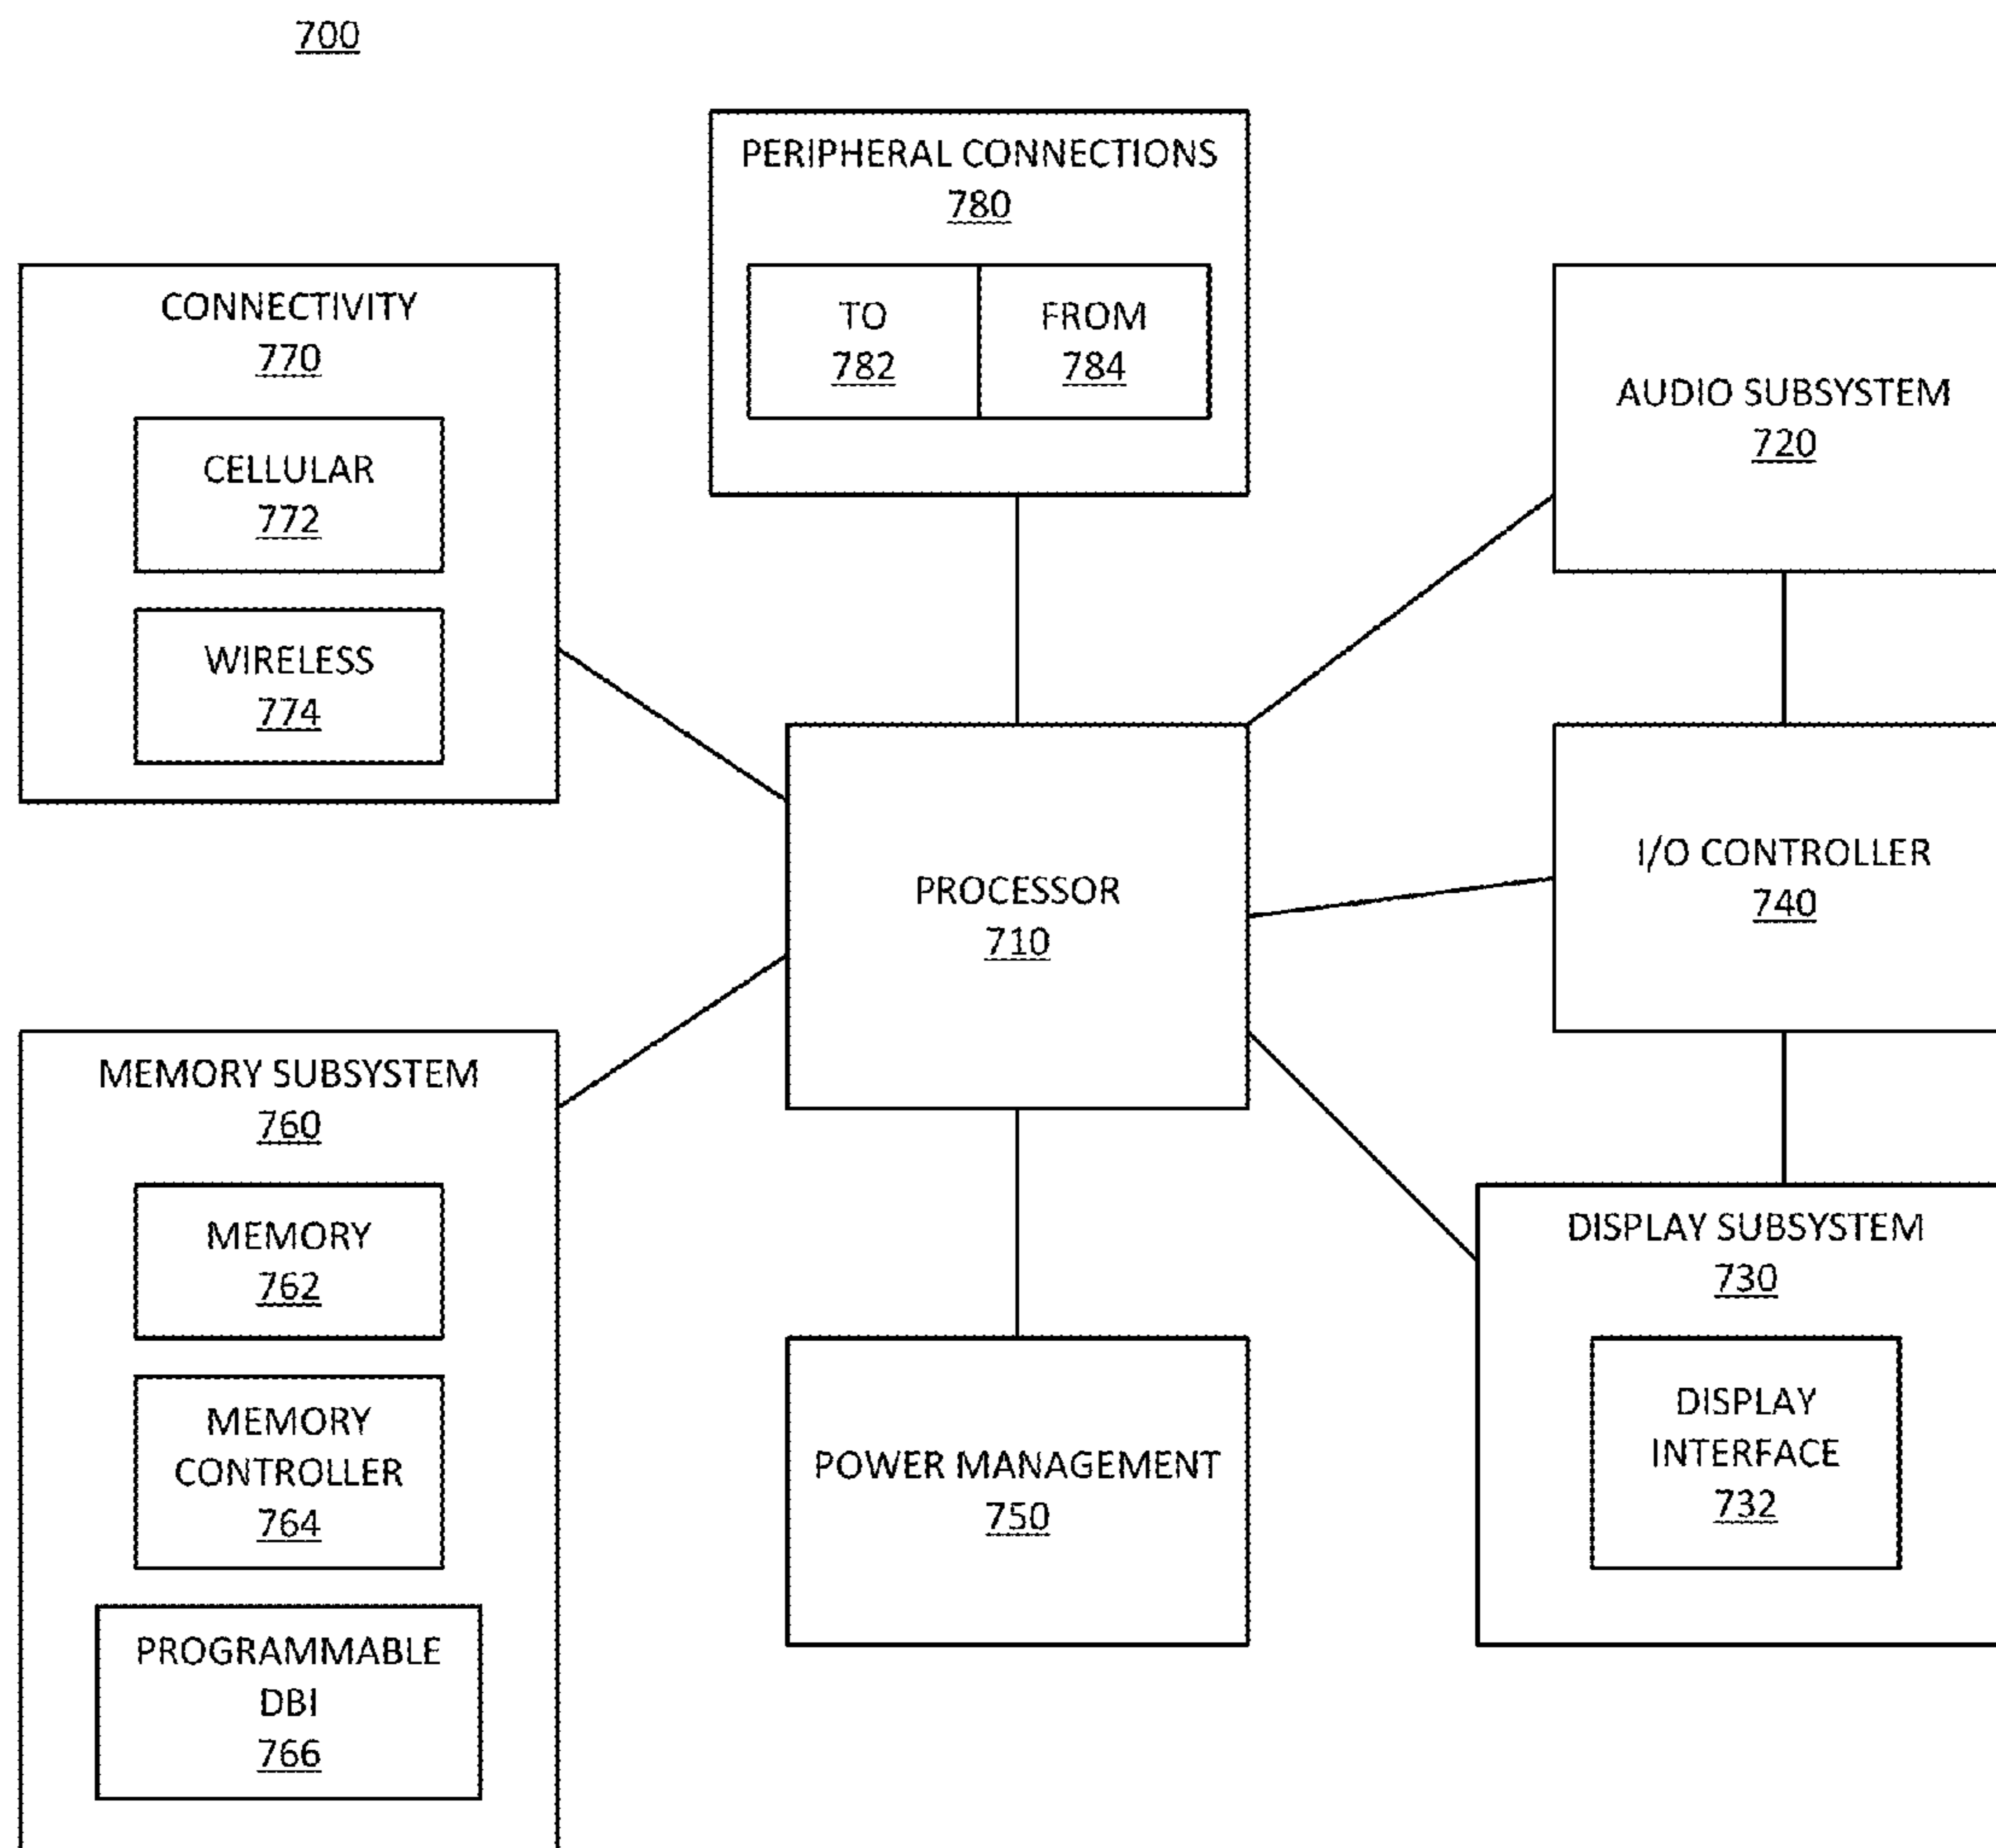 700
PERIPHERAL CONNECTIONS
780
TO
782
FROM
784
CONNECTIVITY
770
CELLULAR
772
WIRELESS
774
AUDIO SUBSYSTEM
720
PROCESSOR
710
I/O CONTROLLER
740
MEMORY SUBSYSTEM
760
MEMORY
762
MEMORY
CONTROLLER
764
PROGRAMMABLE
DBI
766
POWER MANAGEMENT
750
DISPLAY SUBSYSTEM
730
DISPLAY
INTERFACE
732